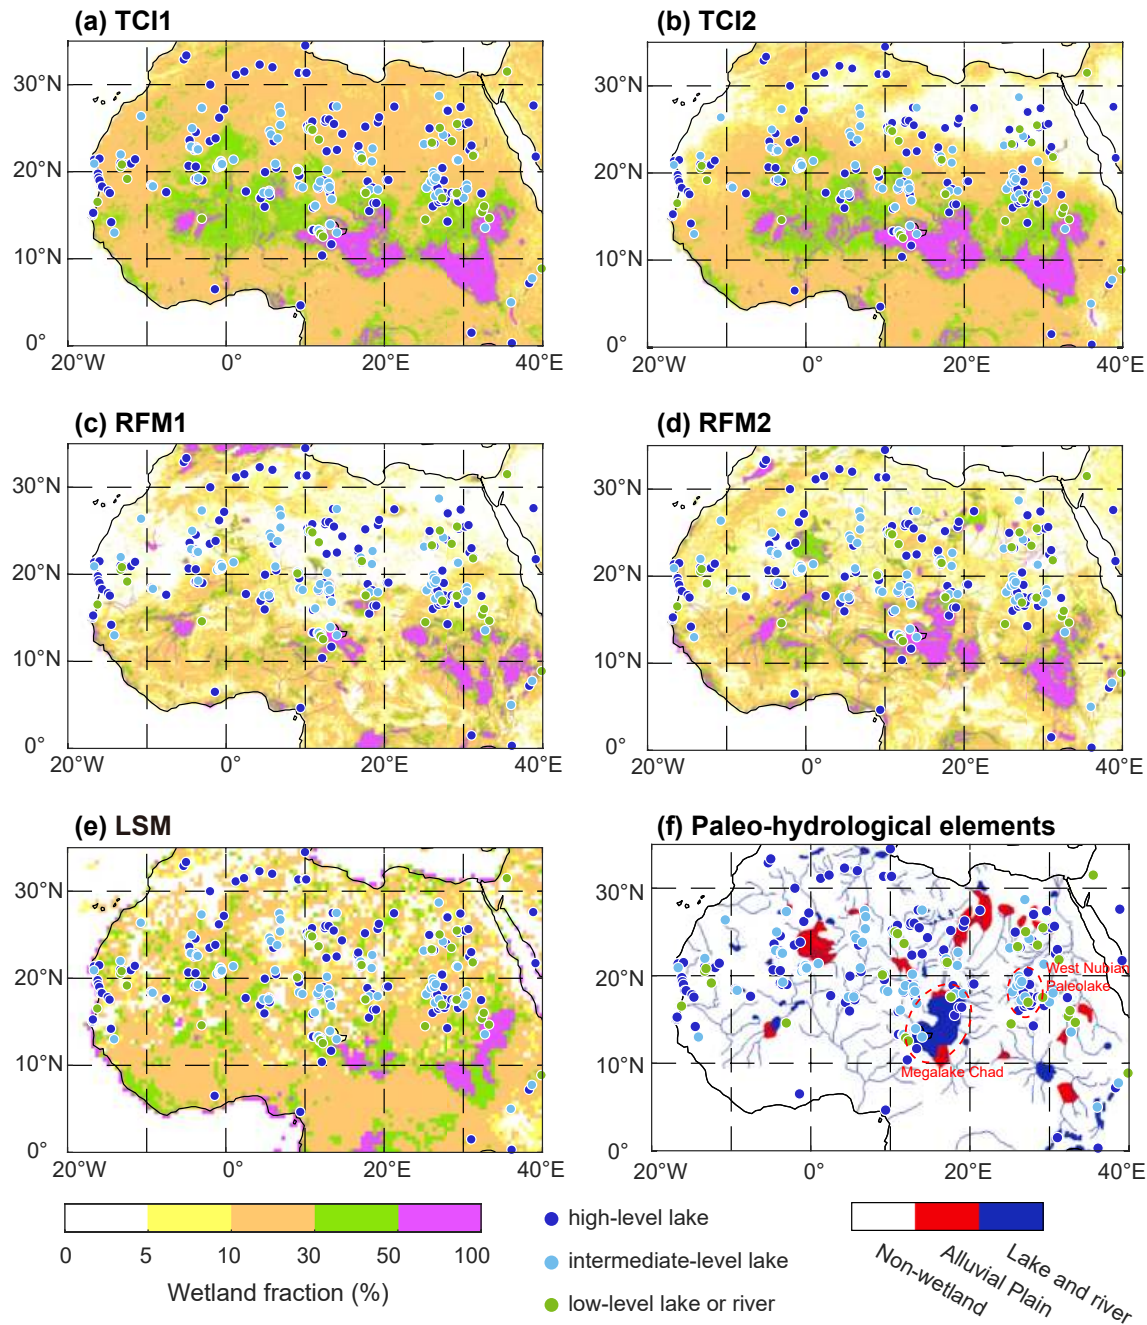 (a) TCI1
(b) TCI2
30°N
20°N
10°N
0°
20°W
0°
20°E
40°E
30°N
20°N
10°N
0°
20°W
0°
20°E
40°E
(c) RFM1
(d) RFM2
30°N
20°N
10°N
0°
20°W
0°
20°E
40°E
30°N
20°N
10°N
0°
20°W
0°
20°E
40°E
(e) LSM
(f) Paleo-hydrological elements
30°N
20°N
10°N
0°
20°W
0°
20°E
40°E
30°N
20°N
10°N
0°
20°W
0°
20°E
40°E
West Nubian
Paleolake
Megalake Chad
0 5 10 30 50 100
Wetland fraction (%)
high-level lake
intermediate-level lake
low-level lake or river
Non-wetland
Alluvial Plain
Lake and river